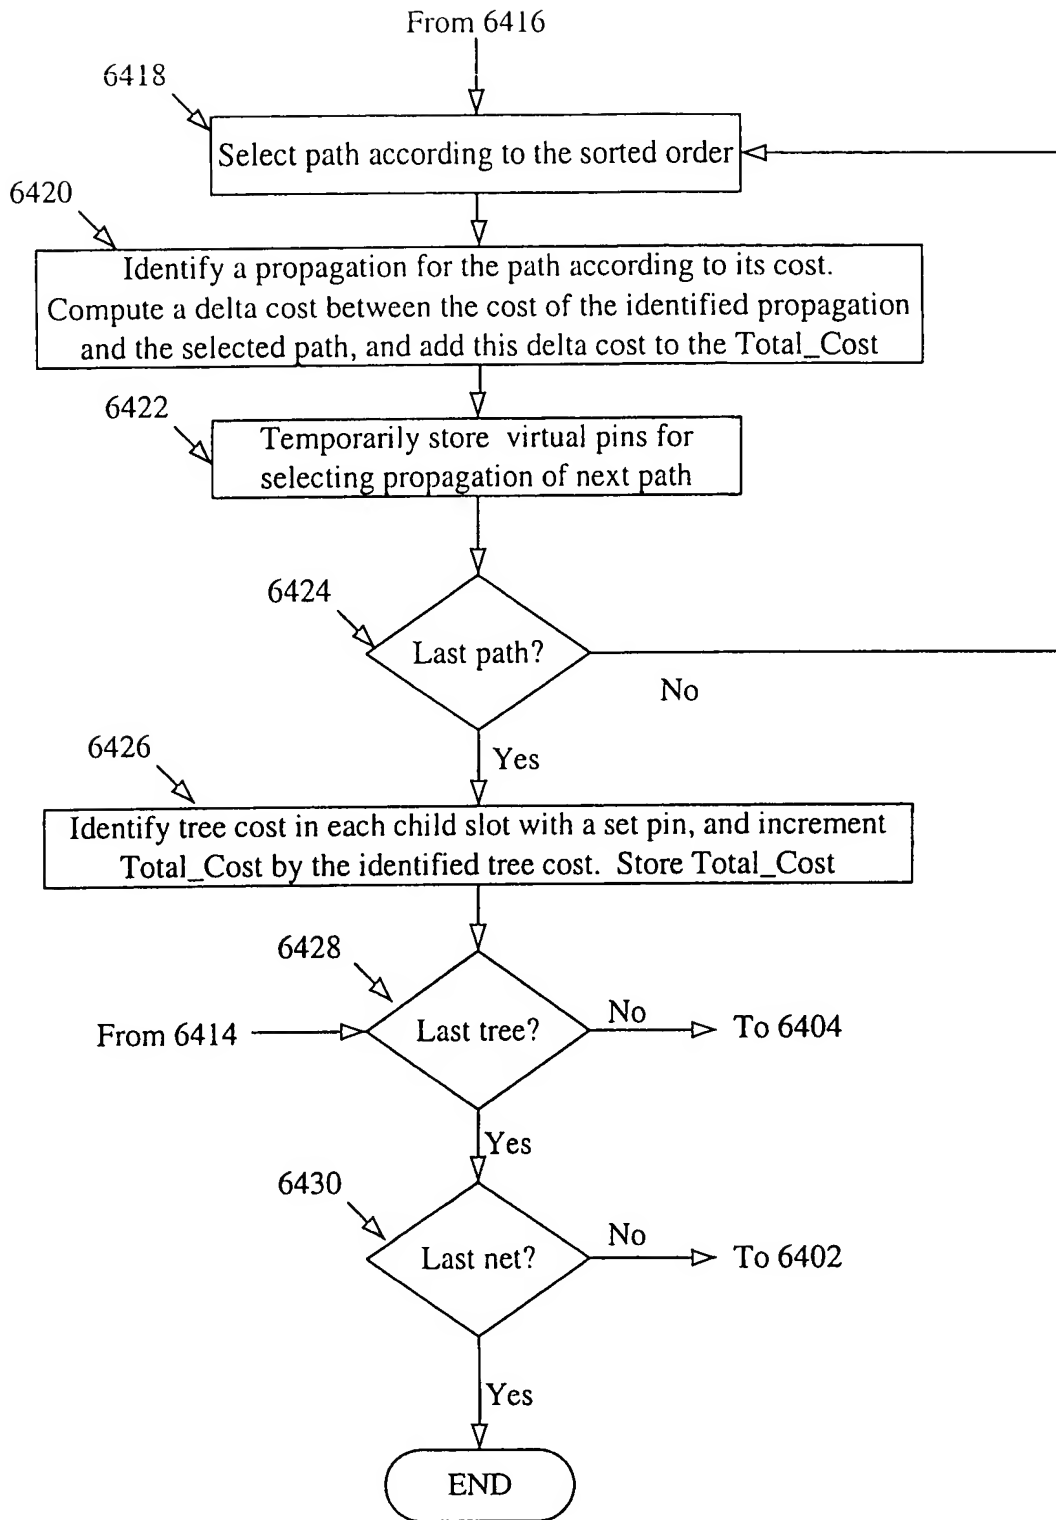 From 6416
6418
Select path according to the sorted order
6420
Identify a propagation for the path according to its cost.
Compute a delta cost between the cost of the identified propagation
and the selected path, and add this delta cost to the Total_Cost
6422
Temporarily store virtual pins for
selecting propagation of next path
6424
Last path?
No
Yes
6426
Identify tree cost in each child slot with a set pin, and increment
Total_Cost by the identified tree cost. Store Total_Cost
6428
From 6414
Last tree?
No
To 6404
Yes
6430
Last net?
No
To 6402
Yes
END